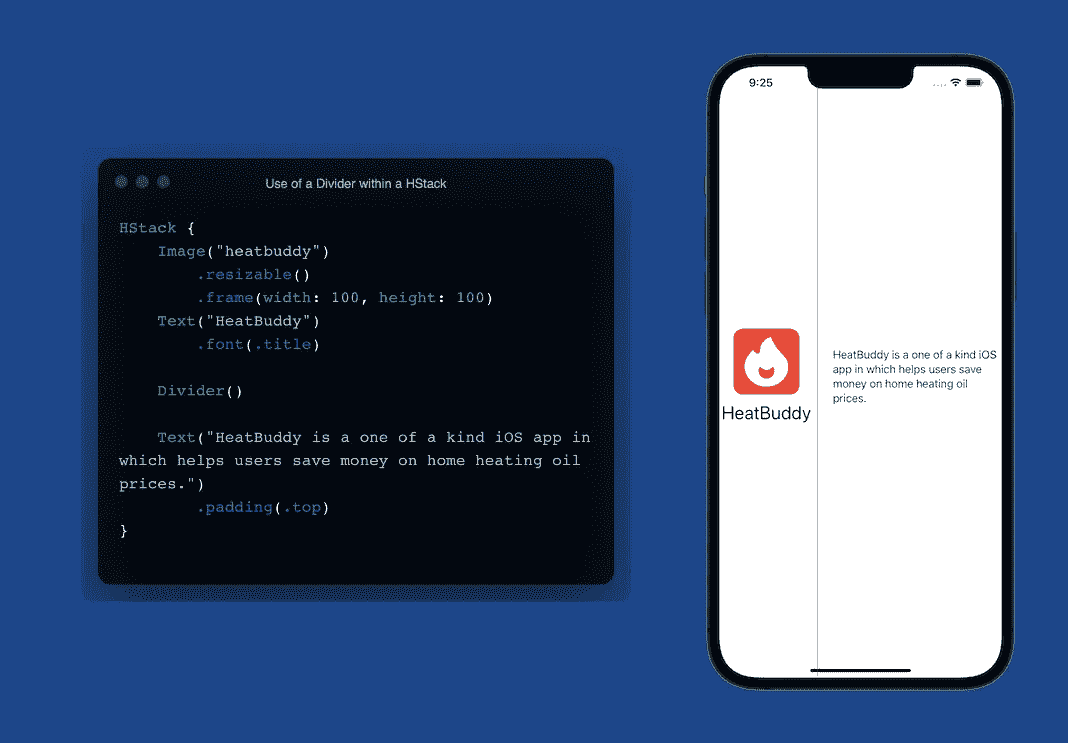 Use of a Divider within a HStack
HStack {
    Image("heatbuddy")
        .resizable()
        .frame(width: 100, height: 100)
    Text("HeatBuddy")
        .font(.title)
    Divider()
    Text("HeatBuddy is a one of a kind iOS app in
which helps users save money on home heating oil
prices.")
        .padding(.top)
}
9:25
HeatBuddy
HeatBuddy is a one of a kind iOS
app in which helps users save
money on home heating oil
prices.